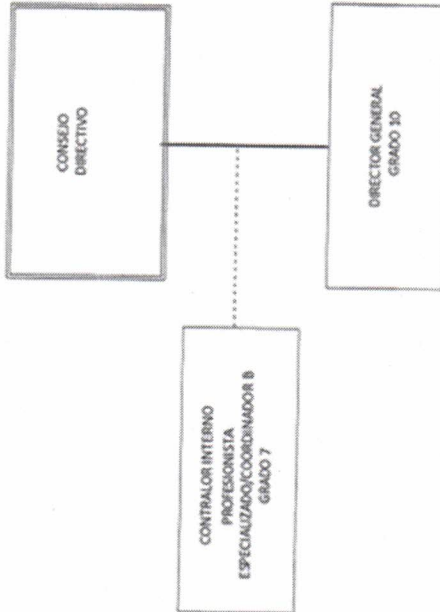 CONSEJO
DIRECTIVO
CONTRALOR INTERNO
PROFESIONISTA
ESPECIALIZADO/COORDINADOR B
GRADO 7
DIRECTOR GENERAL
GRADO 10